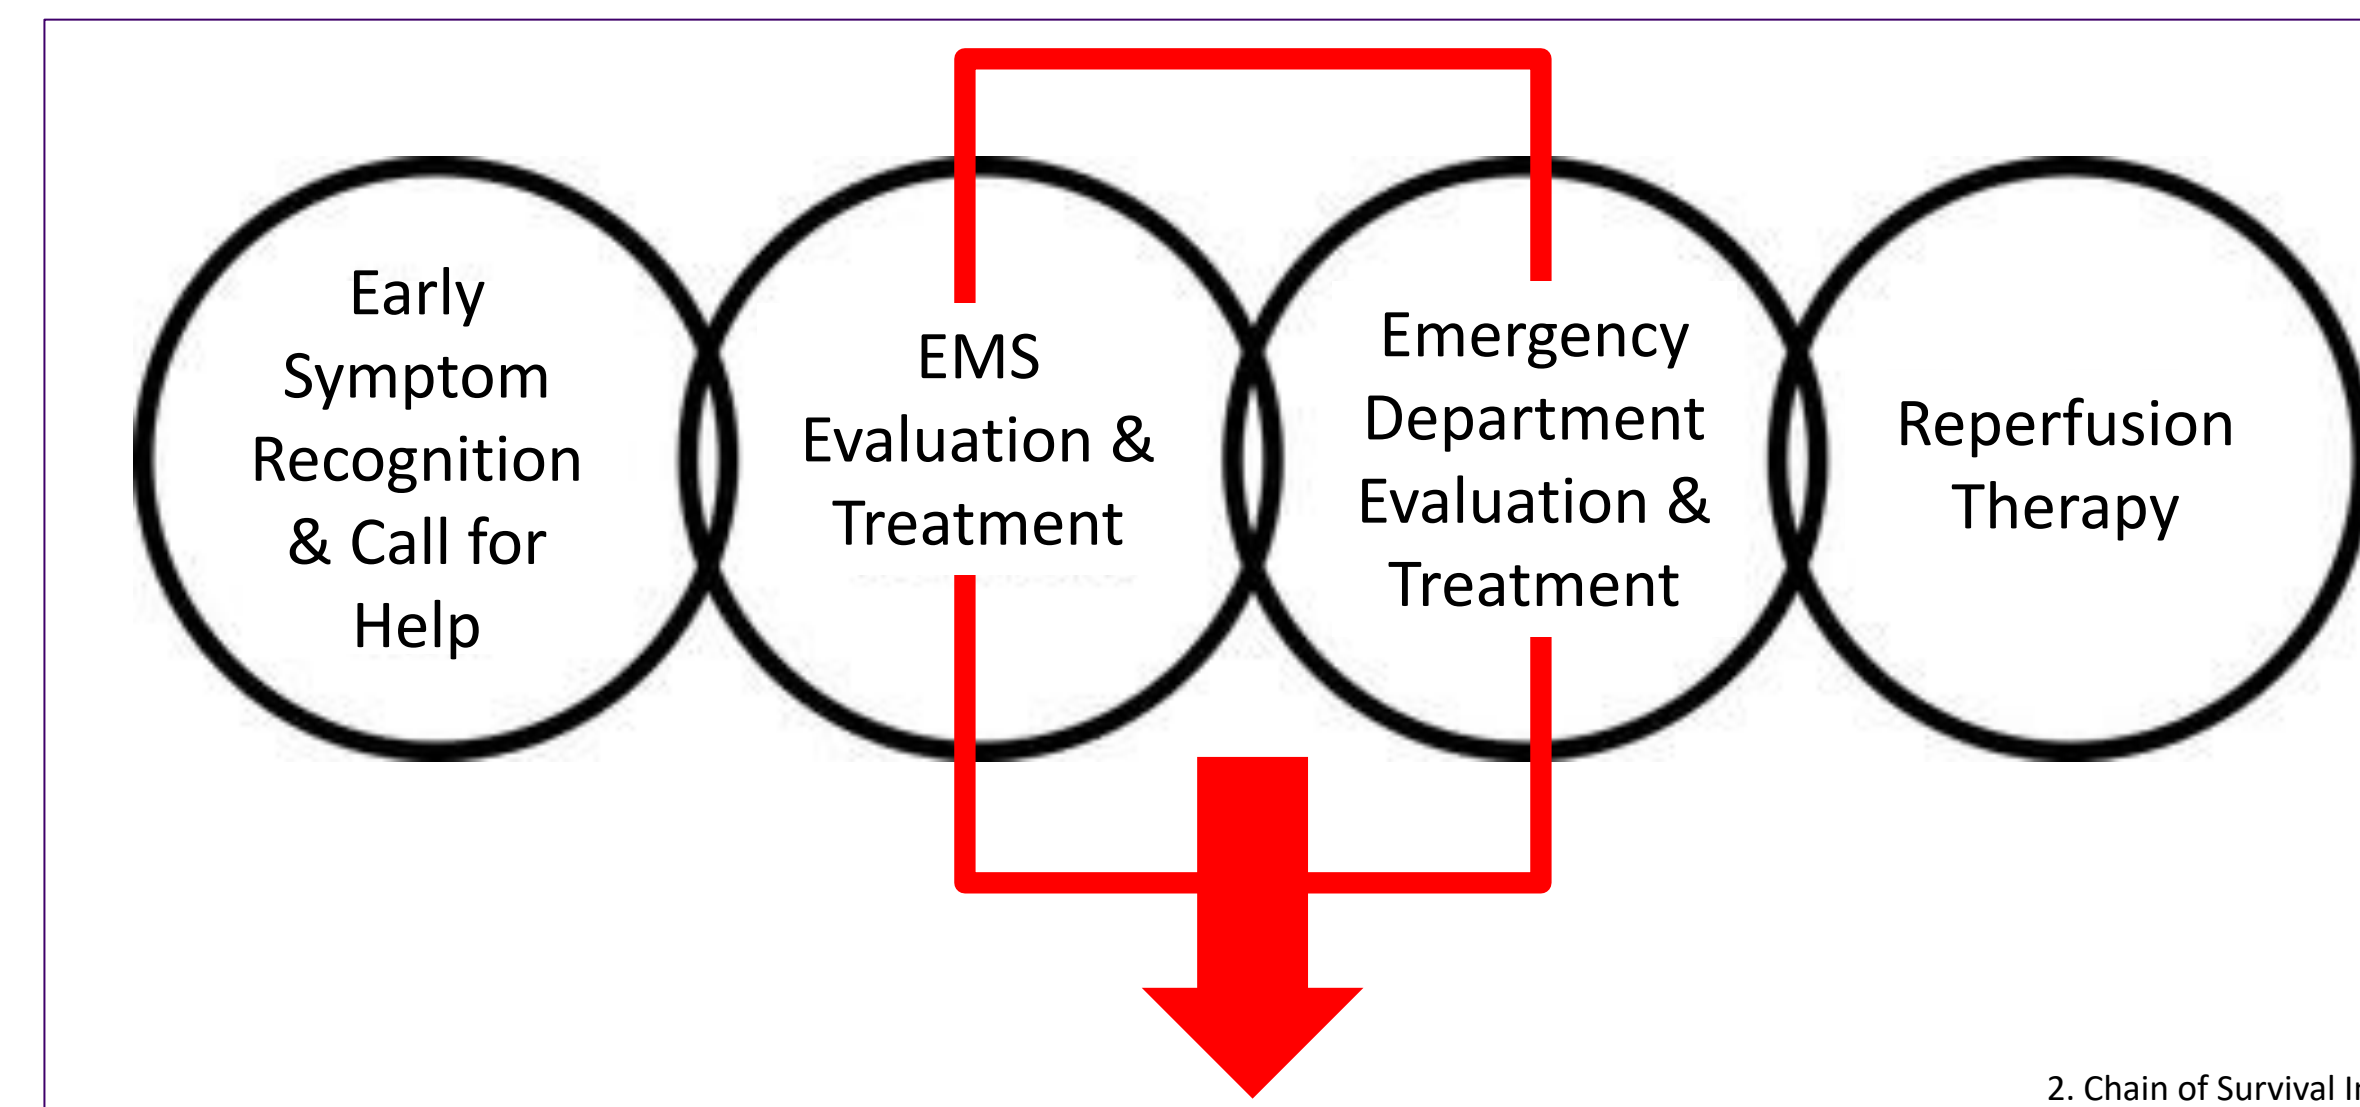 Early
Symptom
Recognition
& Call for
Help
EMS
Evaluation &
Treatment
Emergency
Department
Evaluation &
Treatment
Reperfusion
Therapy
2. Chain of Survival